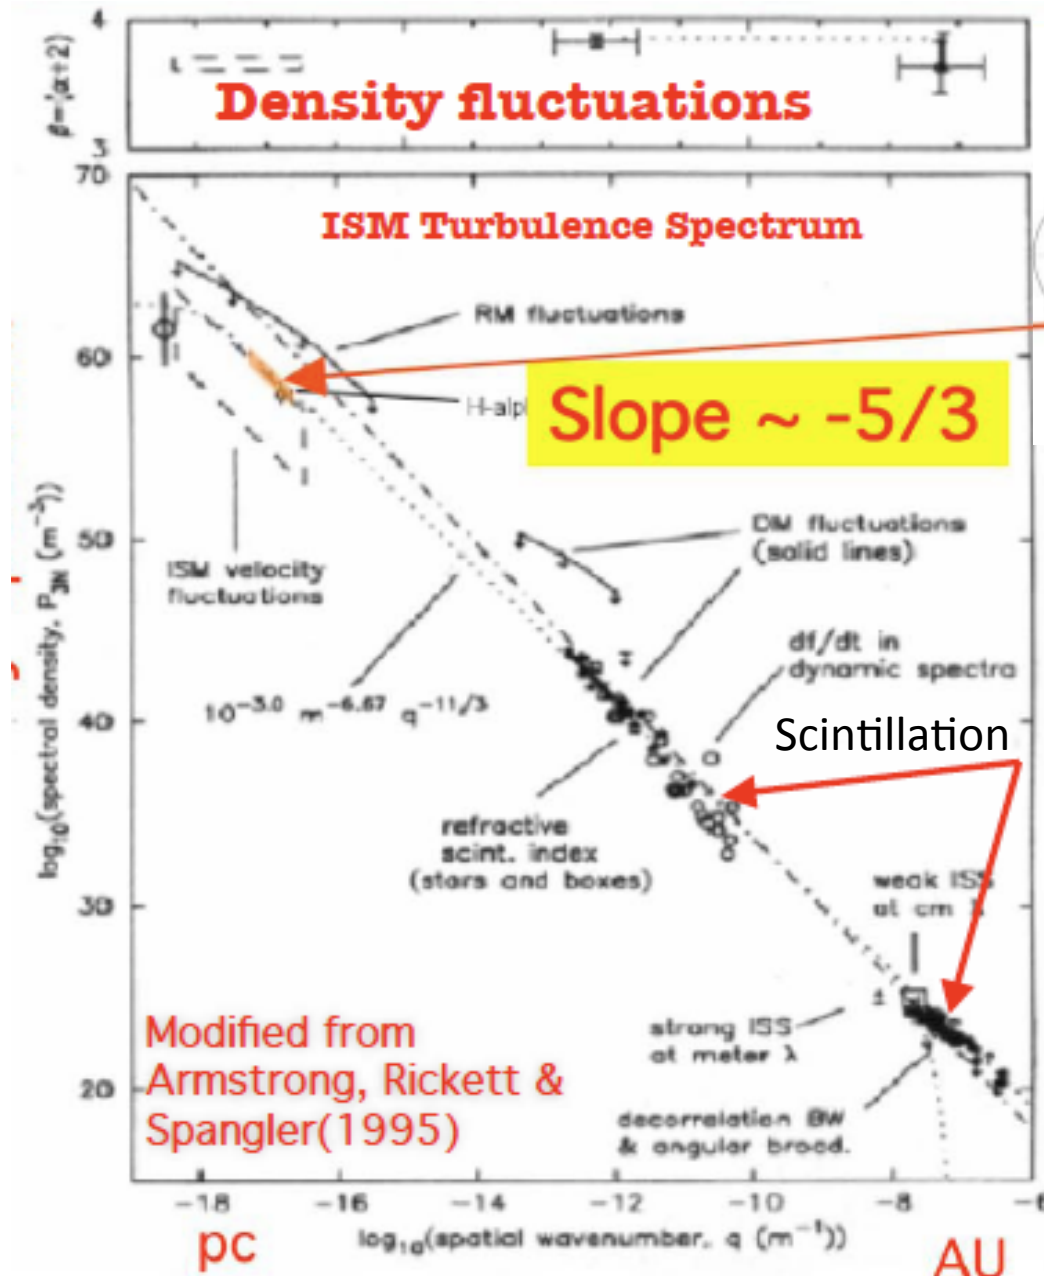 4
β=(α+2)
3
Density fluctuations
70
60
50
40
30
20
ISM Turbulence Spectrum
RM fluctuations
Slope ~ -5/3
DM fluctuations
(solid lines)
ISM velocity
fluctuations
df/dt in
dynamic spectra
10^-3.0 m^-6.67 q^-11/3
Scintillation
refractive
scint. index
(stars and boxes)
weak ISS
at cm
strong ISS
at meter λ
Modified from
Armstrong, Rickett &
Spangler(1995)
decorrelation BW
& angular broad.
log10(spectral density, P3N (m^-3))
-18 -16 -14 -12 -10 -8 -6
log10(spatial wavenumber, q (m^-1))
pc AU